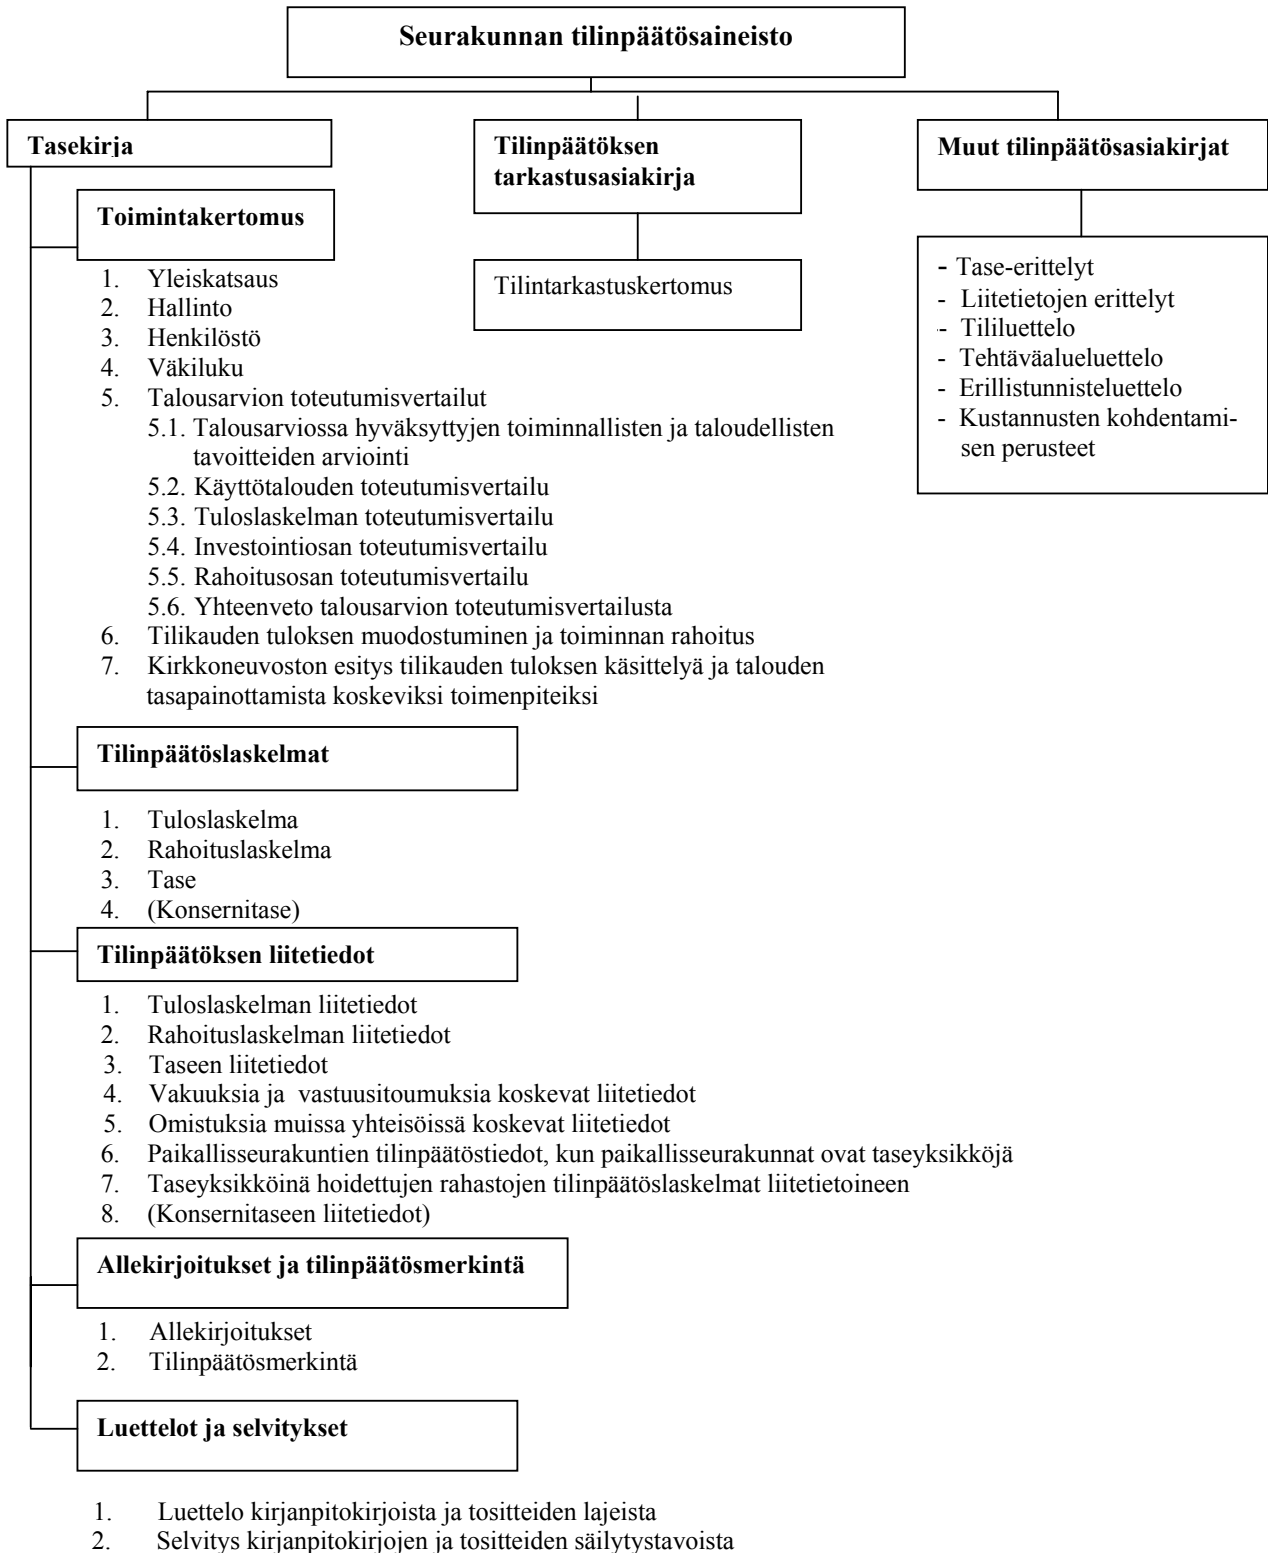 Seurakunnan tilinpäätösaineisto
Tasekirja
Tilinpäätöksen
tarkastusasiakirja
Muut tilinpäätösasiakirjat
Toimintakertomus
1. Yleiskatsaus
2. Hallinto
3. Henkilöstö
4. Väkiluku
5. Talousarvion toteutumisvertailut
5.1. Talousarviossa hyväksyttyjen toiminnallisten ja taloudellisten
tavoitteiden arviointi
5.2. Käyttötalouden toteutumisvertailu
5.3. Tuloslaskelman toteutumisvertailu
5.4. Investointiosan toteutumisvertailu
5.5. Rahoitusosan toteutumisvertailu
5.6. Yhteenveto talousarvion toteutumisvertailusta
6. Tilikauden tuloksen muodostuminen ja toiminnan rahoitus
7. Kirkkoneuvoston esitys tilikauden tuloksen käsittelyä ja talouden
tasapainottamista koskeviksi toimenpiteiksi
Tilintarkastuskertomus
- Tase-erittelyt
- Liitetietojen erittelyt
- Tililuettelo
- Tehtäväalueluettelo
- Erillistunnisteluettelo
- Kustannusten kohdentami-
sen perusteet
Tilinpäätöslaskelmat
1. Tuloslaskelma
2. Rahoituslaskelma
3. Tase
4. (Konsernitase)
Tilinpäätöksen liitetiedot
1. Tuloslaskelman liitetiedot
2. Rahoituslaskelman liitetiedot
3. Taseen liitetiedot
4. Vakuuksia ja vastuusitoumuksia koskevat liitetiedot
5. Omistuksia muissa yhteisöissä koskevat liitetiedot
6. Paikallisseurakuntien tilinpäätöstiedot, kun paikallisseurakunnat ovat taseyksikköjä
7. Taseyksikköinä hoidettujen rahastojen tilinpäätöslaskelmat liitetietoineen
8. (Konsernitaseen liitetiedot)
Allekirjoitukset ja tilinpäätösmerkintä
1. Allekirjoitukset
2. Tilinpäätösmerkintä
Luettelot ja selvitykset
1. Luettelo kirjanpitokirjoista ja tositteiden lajeista
2. Selvitys kirjanpitokirjojen ja tositteiden säilytystavoista